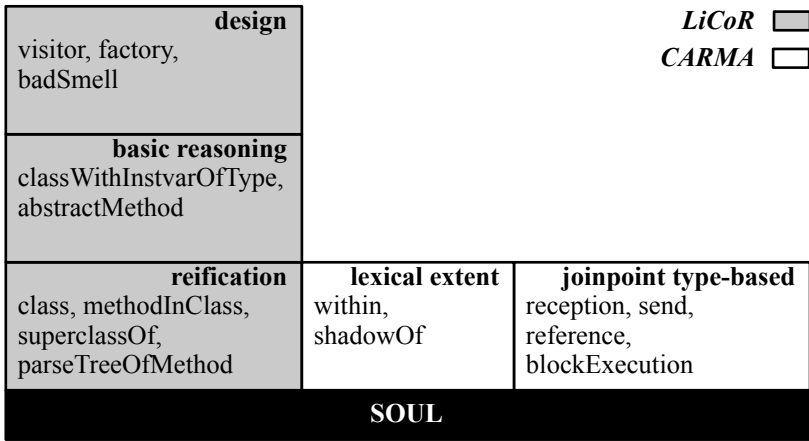 design
visitor, factory,
badSmell
LiCoR
CARMA
basic reasoning
classWithInstvarOfType,
abstractMethod
reification
class, methodInClass,
superclassOf,
parseTreeOfMethod
lexical extent
within,
shadowOf
joinpoint type-based
reception, send,
reference,
blockExecution
SOUL